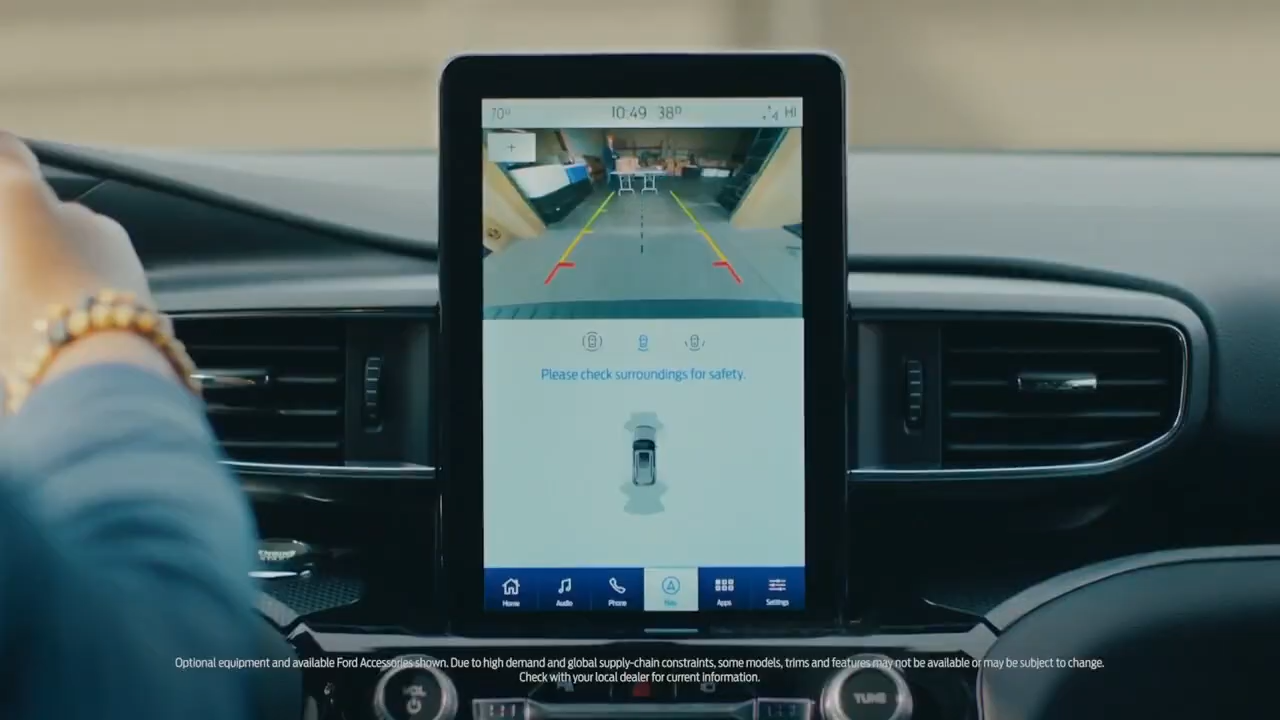 70°
10:49 38° HI
+
Please check surroundings for safety.
Home Audio Phone Nav Apps Settings
Optional equipment and available Ford Accessories shown. Due to high demand and global supply-chain constraints, some models, trims and features may not be available or may be subject to change.
Check with your local dealer for current information.
VOL
TUNE